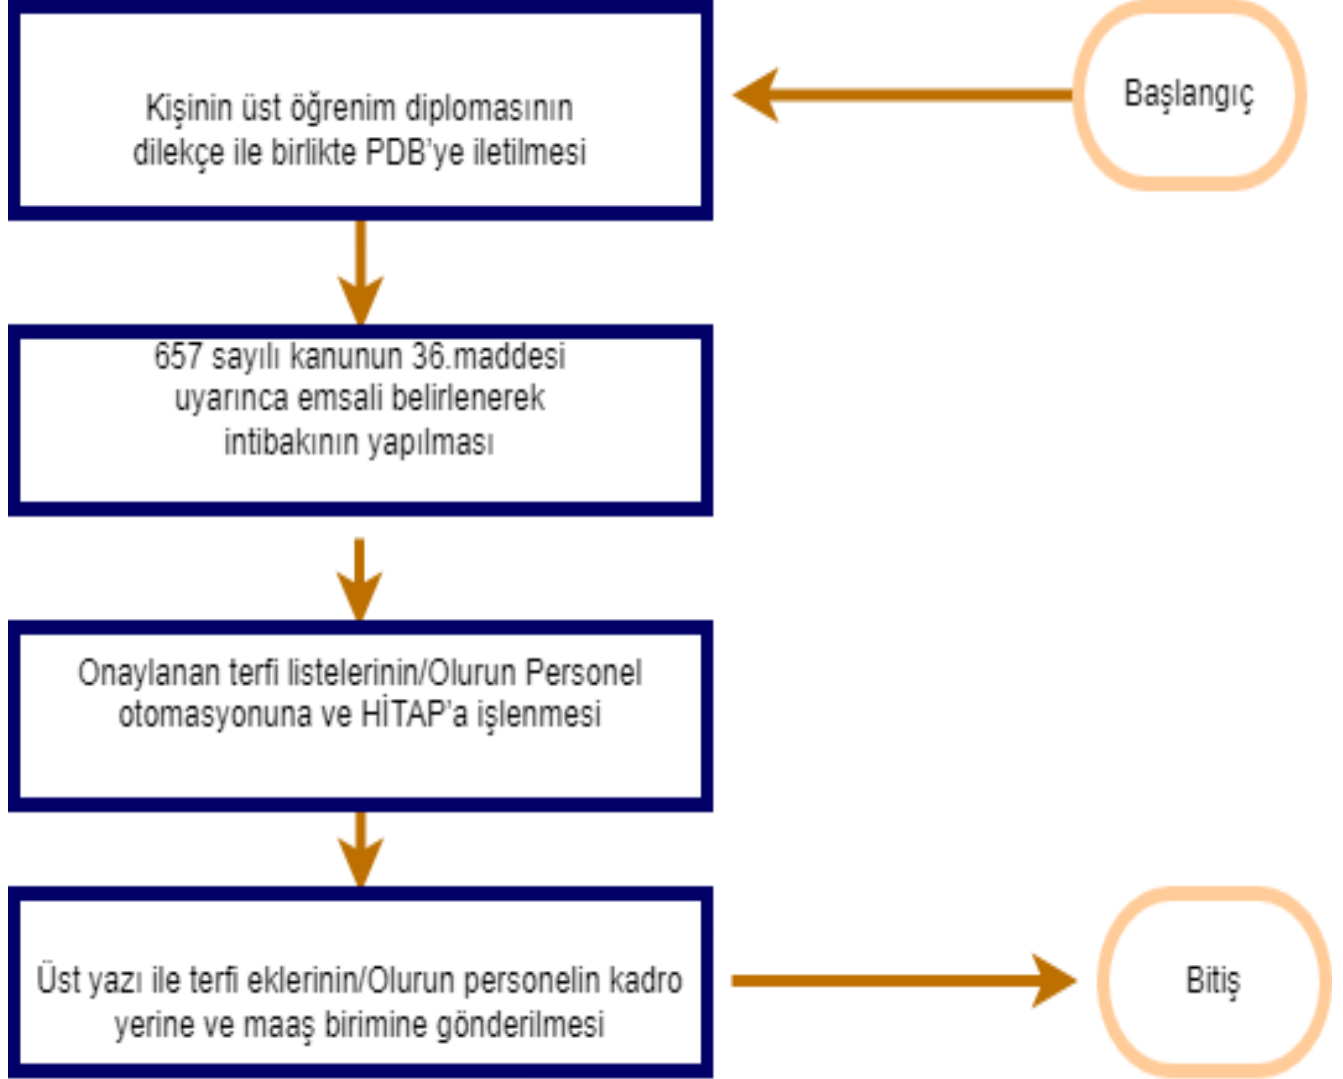 Başlangıç
Kişinin üst öğrenim diplomasının
dilekçe ile birlikte PDB'ye iletilmesi
657 sayılı kanunun 36.maddesi
uyarınca emsali belirlenerek
intibakının yapılması
Onaylanan terfi listelerinin/Olurun Personel
otomasyonuna ve HİTAP'a işlenmesi
Üst yazı ile terfi eklerinin/Olurun personelin kadro
yerine ve maaş birimine gönderilmesi
Bitiş